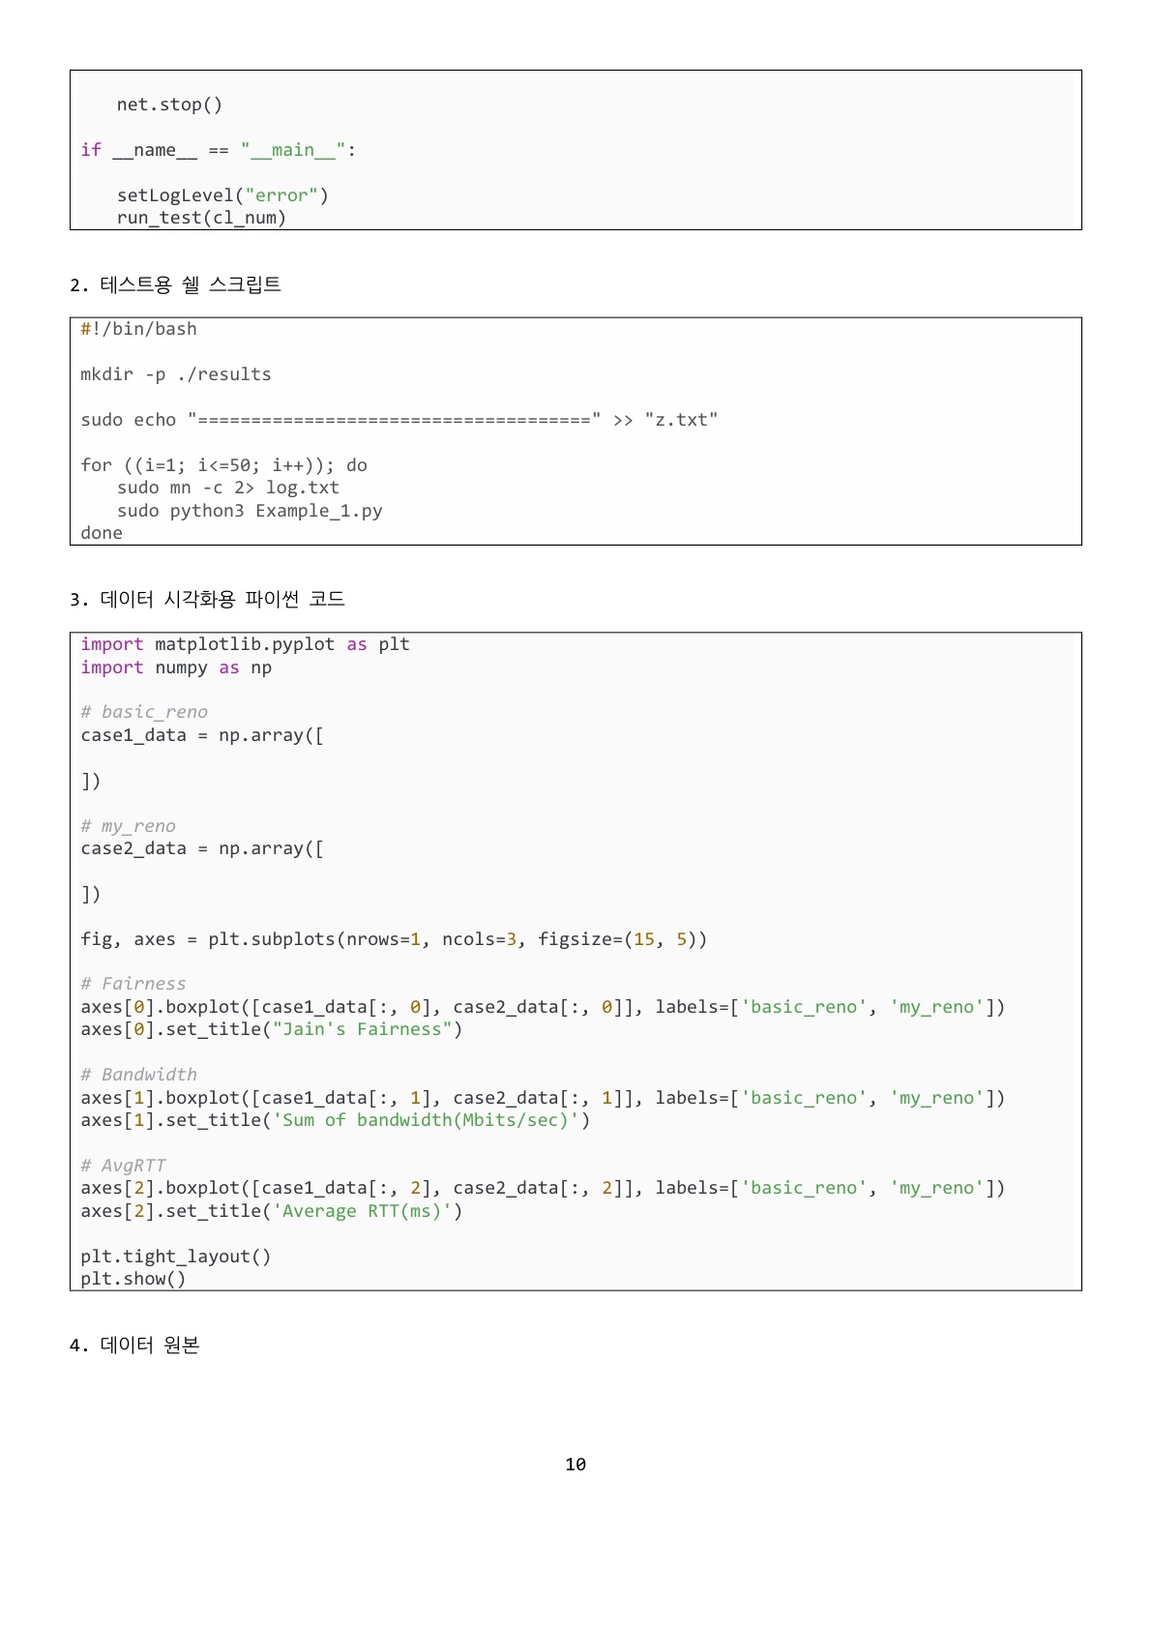 net.stop()
if __name__ == "__main__":
setLogLevel("error")
run_test(cl_num)
2. 테스트용 쉘 스크립트
#!/bin/bash
mkdir -p ./results
sudo echo "=====================================" >> "z.txt"
for ((i=1; i<=50; i++)); do
sudo mn -c 2> log.txt
sudo python3 Example_1.py
done
3. 데이터 시각화용 파이썬 코드
import matplotlib.pyplot as plt
import numpy as np
# basic_reno
case1_data = np.array([
])
# my_reno
case2_data = np.array([
])
fig, axes = plt.subplots(nrows=1, ncols=3, figsize=(15, 5))
# Fairness
axes[0].boxplot([case1_data[:, 0], case2_data[:, 0]], labels=['basic_reno', 'my_reno'])
axes[0].set_title("Jain's Fairness")
# Bandwidth
axes[1].boxplot([case1_data[:, 1], case2_data[:, 1]], labels=['basic_reno', 'my_reno'])
axes[1].set_title('Sum of bandwidth(Mbits/sec)')
# AvgRTT
axes[2].boxplot([case1_data[:, 2], case2_data[:, 2]], labels=['basic_reno', 'my_reno'])
axes[2].set_title('Average RTT(ms)')
plt.tight_layout()
plt.show()
4. 데이터 원본
10